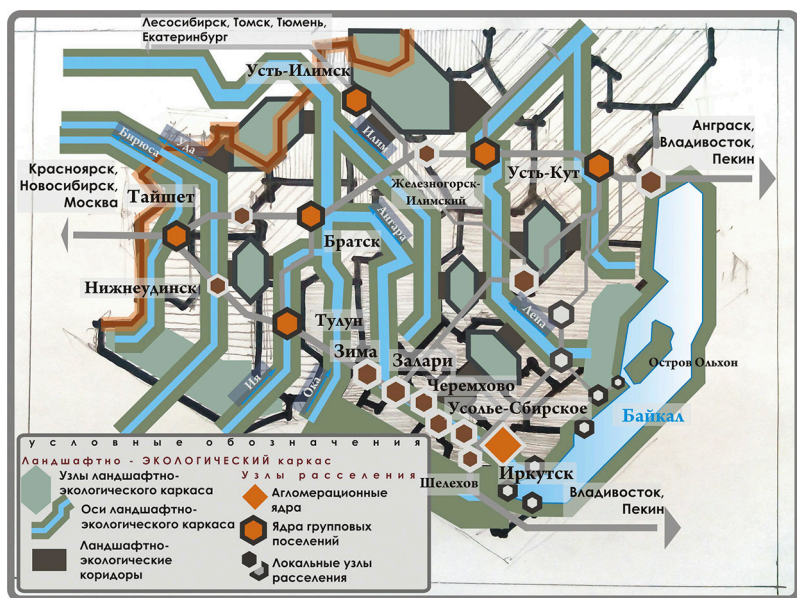 Лесосибирск, Томск, Тюмень,
Екатеринбург
Усть-Илимск
Бирюса
Уда
Илим
Анграск,
Владивосток,
Пекин
Красноярск,
Новосибирск,
Москва
Тайшет
Железногорск-
Илимский
Усть-Кут
Ангара
Братск
Нижнеудинск
Тулун
Лена
Зима
Залари
Остров Ольхон
Ия
Ока
Черемхово
Усолье-Сбирское
Байкал
Иркутск
Шелехов
Владивосток,
Пекин
условные обозначения
Ландшафтно - ЭКОЛОГИЧЕСКИЙ каркас
Узлы ландшафтно-
экологического каркаса
Оси ландшафтно-
экологического каркаса
Ландшафтно-
экологические
коридоры
Узлы расселения
Агломерационные
ядра
Ядра групповых
поселений
Локальные узлы
расселения